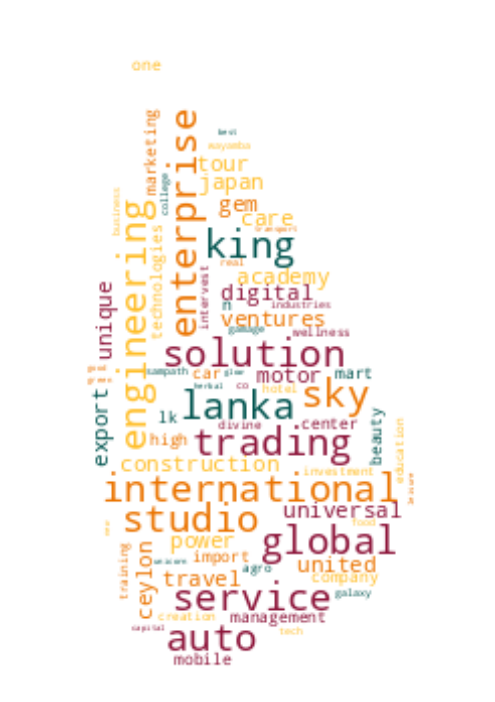 one
marketing
enterprise
best
mayamba
tour
college
japan
business
engineering
gem
care
transport
technologies
king
real
intervest
academy
unique
digital
n
industries
ventures
gamage
wellness
solution
sampath
car
glow
motor
mart
herbal
co
hotel
sky
export
lanka
lk
divine
center
beauty
high
trading
education
construction
investment
international
leisure
studio
universal
food
power
global
training
ceylon
import
united
unicorn
agro
travel
company
service
galaxy
creation
management
capital
auto
tech
mobile